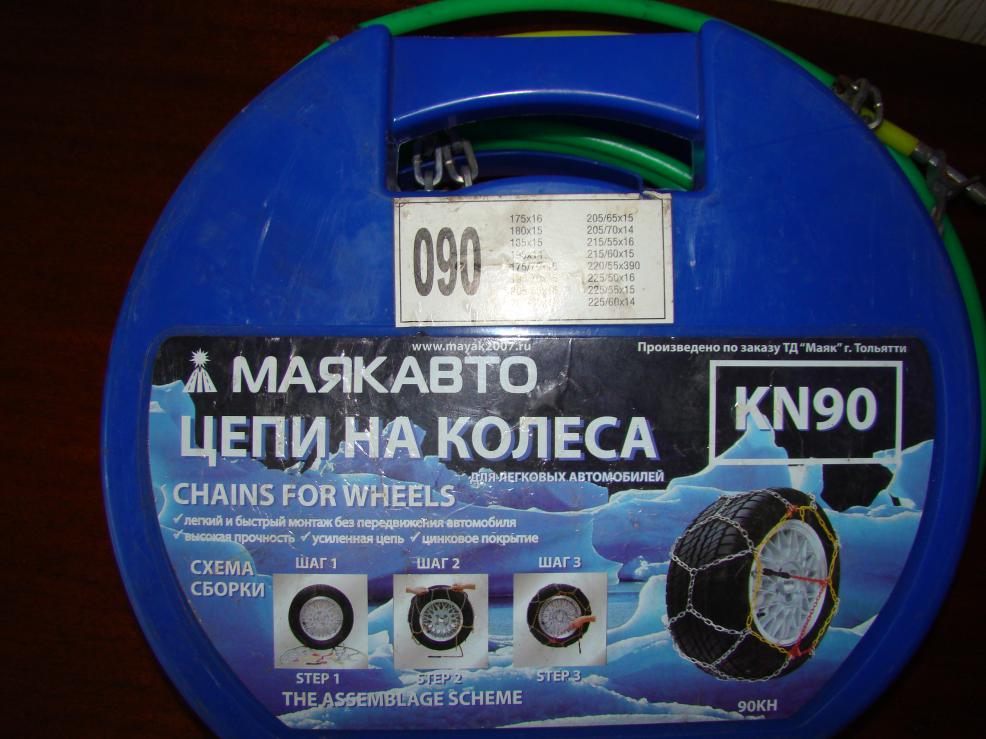 090
175x16
180x15
185x15
205/65x15
205/70x14
215/55x16
215/60x15
220/55x390
225/50x16
225/55x15
225/60x14
www.mayak2007.ru
Произведено по заказу ТД "Маяк" г. Тольятти
МАЯКАВТО
KN90
ЦЕПИ НА КОЛЕСА
ДЛЯ ЛЕГКОВЫХ АВТОМОБИЛЕЙ
CHAINS FOR WHEELS
легкий и быстрый монтаж без передвижения автомобиля
высокая прочность усиленная цепь цинковое покрытие
СХЕМА
СБОРКИ
ШАГ 1
ШАГ 2
ШАГ 3
STEP 1
STEP 2
STEP 3
THE ASSEMBLAGE SCHEME
90КН